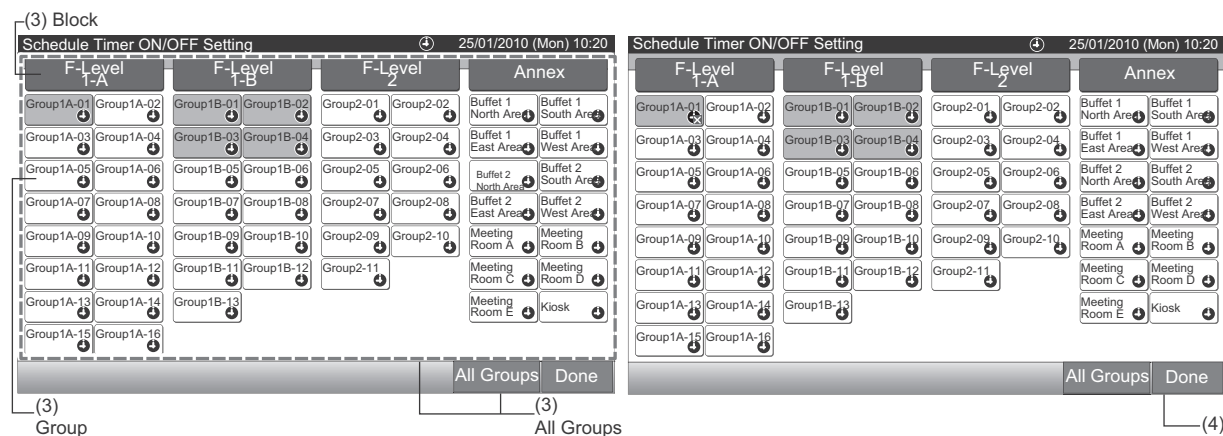 (3) Block
Schedule Timer ON/OFF Setting 25/01/2010 (Mon) 10:20
F-Level 1-A F-Level 1-B F-Level 2 Annex
Group1A-01 Group1A-02 Group1B-01 Group1B-02 Group2-01 Group2-02 Buffet 1 North Area Buffet 1 South Area
Group1A-03 Group1A-04 Group1B-03 Group1B-04 Group2-03 Group2-04 Buffet 1 East Area Buffet 1 West Area
Group1A-05 Group1A-06 Group1B-05 Group1B-06 Group2-05 Group2-06 Buffet 2 North Area Buffet 2 South Area
Group1A-07 Group1A-08 Group1B-07 Group1B-08 Group2-07 Group2-08 Buffet 2 East Area Buffet 2 West Area
Group1A-09 Group1A-10 Group1B-09 Group1B-10 Group2-09 Group2-10 Meeting Room A Meeting Room B
Group1A-11 Group1A-12 Group1B-11 Group1B-12 Group2-11 Meeting Room C Meeting Room D
Group1A-13 Group1A-14 Group1B-13 Meeting Room E Kiosk
Group1A-15 Group1A-16
All Groups Done
(3) Group
(3) All Groups
Schedule Timer ON/OFF Setting 25/01/2010 (Mon) 10:20
F-Level 1-A F-Level 1-B F-Level 2 Annex
Group1A-01 Group1A-02 Group1B-01 Group1B-02 Group2-01 Group2-02 Buffet 1 North Area Buffet 1 South Area
Group1A-03 Group1A-04 Group1B-03 Group1B-04 Group2-03 Group2-04 Buffet 1 East Area Buffet 1 West Area
Group1A-05 Group1A-06 Group1B-05 Group1B-06 Group2-05 Group2-06 Buffet 2 North Area Buffet 2 South Area
Group1A-07 Group1A-08 Group1B-07 Group1B-08 Group2-07 Group2-08 Buffet 2 East Area Buffet 2 West Area
Group1A-09 Group1A-10 Group1B-09 Group1B-10 Group2-09 Group2-10 Meeting Room A Meeting Room B
Group1A-11 Group1A-12 Group1B-11 Group1B-12 Group2-11 Meeting Room C Meeting Room D
Group1A-13 Group1A-14 Group1B-13 Meeting Room E Kiosk
Group1A-15 Group1A-16
All Groups Done
(4)